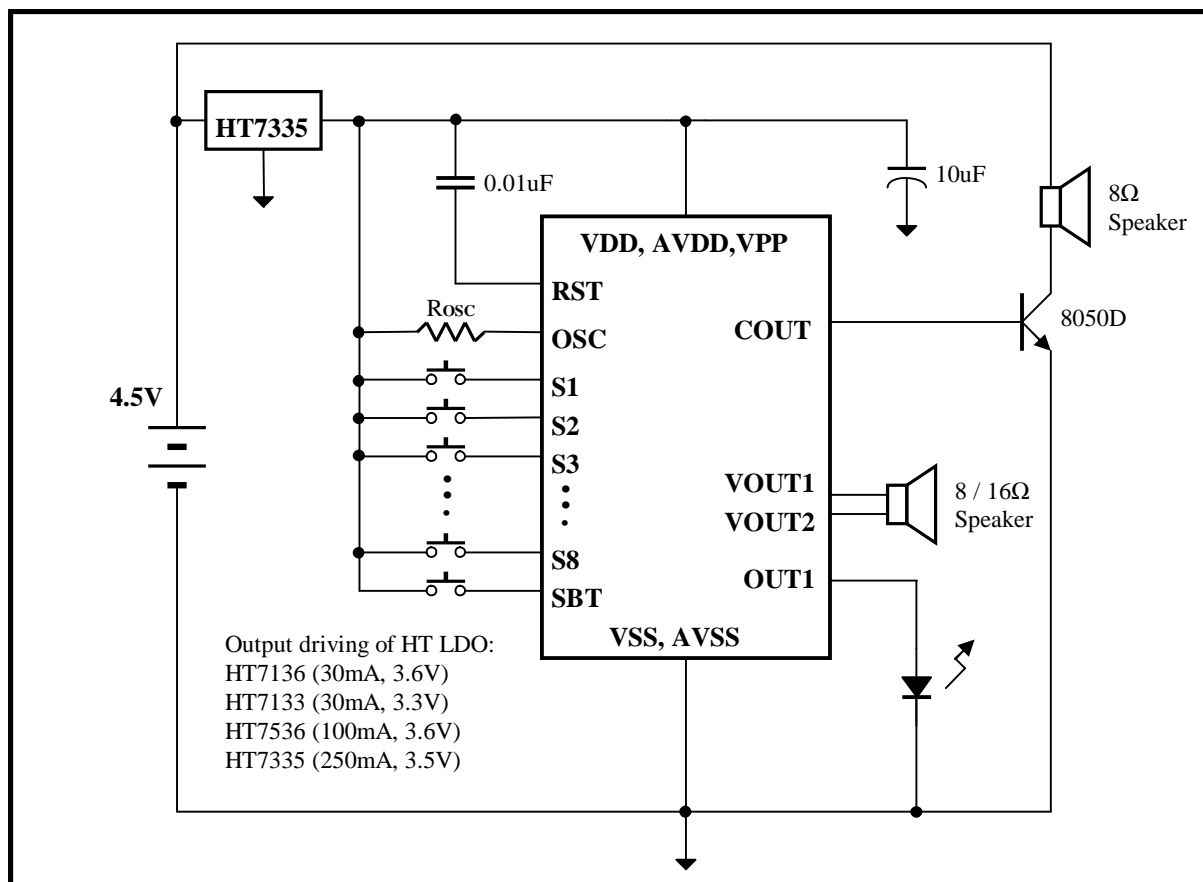 HT7335
0.01uF
10uF
8Ω
Speaker
VDD, AVDD,VPP
RST
Rosc
OSC
COUT
8050D
S1
4.5V
S2
S3
VOUT1
8 / 16Ω
VOUT2
Speaker
S8
OUT1
SBT
VSS, AVSS
Output driving of HT LDO:
HT7136 (30mA, 3.6V)
HT7133 (30mA, 3.3V)
HT7536 (100mA, 3.6V)
HT7335 (250mA, 3.5V)